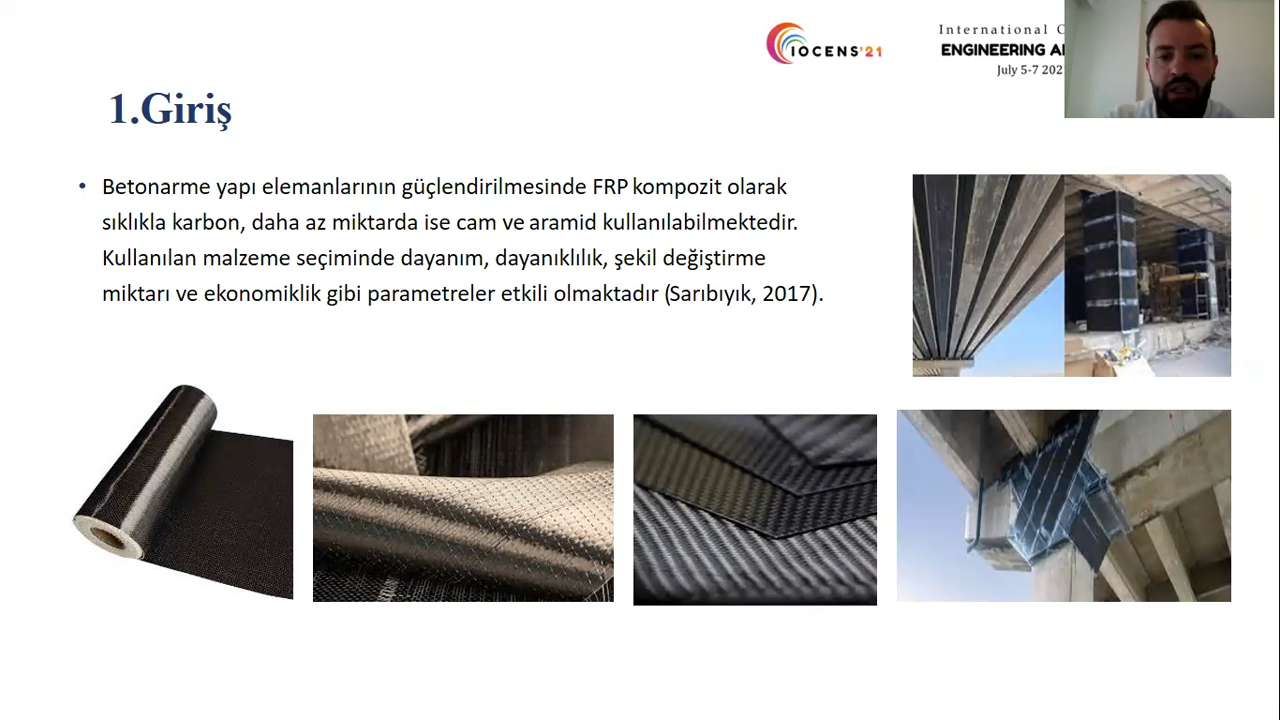 IOCENS'21
International
ENGINEERING
July 5-7
1.Giriş
• Betonarme yapı elemanlarının güçlendirilmesinde FRP kompozit olarak
sıklıkla karbon, daha az miktarda ise cam ve aramid kullanılabilmektedir.
Kullanılan malzeme seçiminde dayanım, dayanıklılık, şekil değiştirme
miktarı ve ekonomiklik gibi parametreler etkili olmaktadır (Sarıbıyık, 2017).